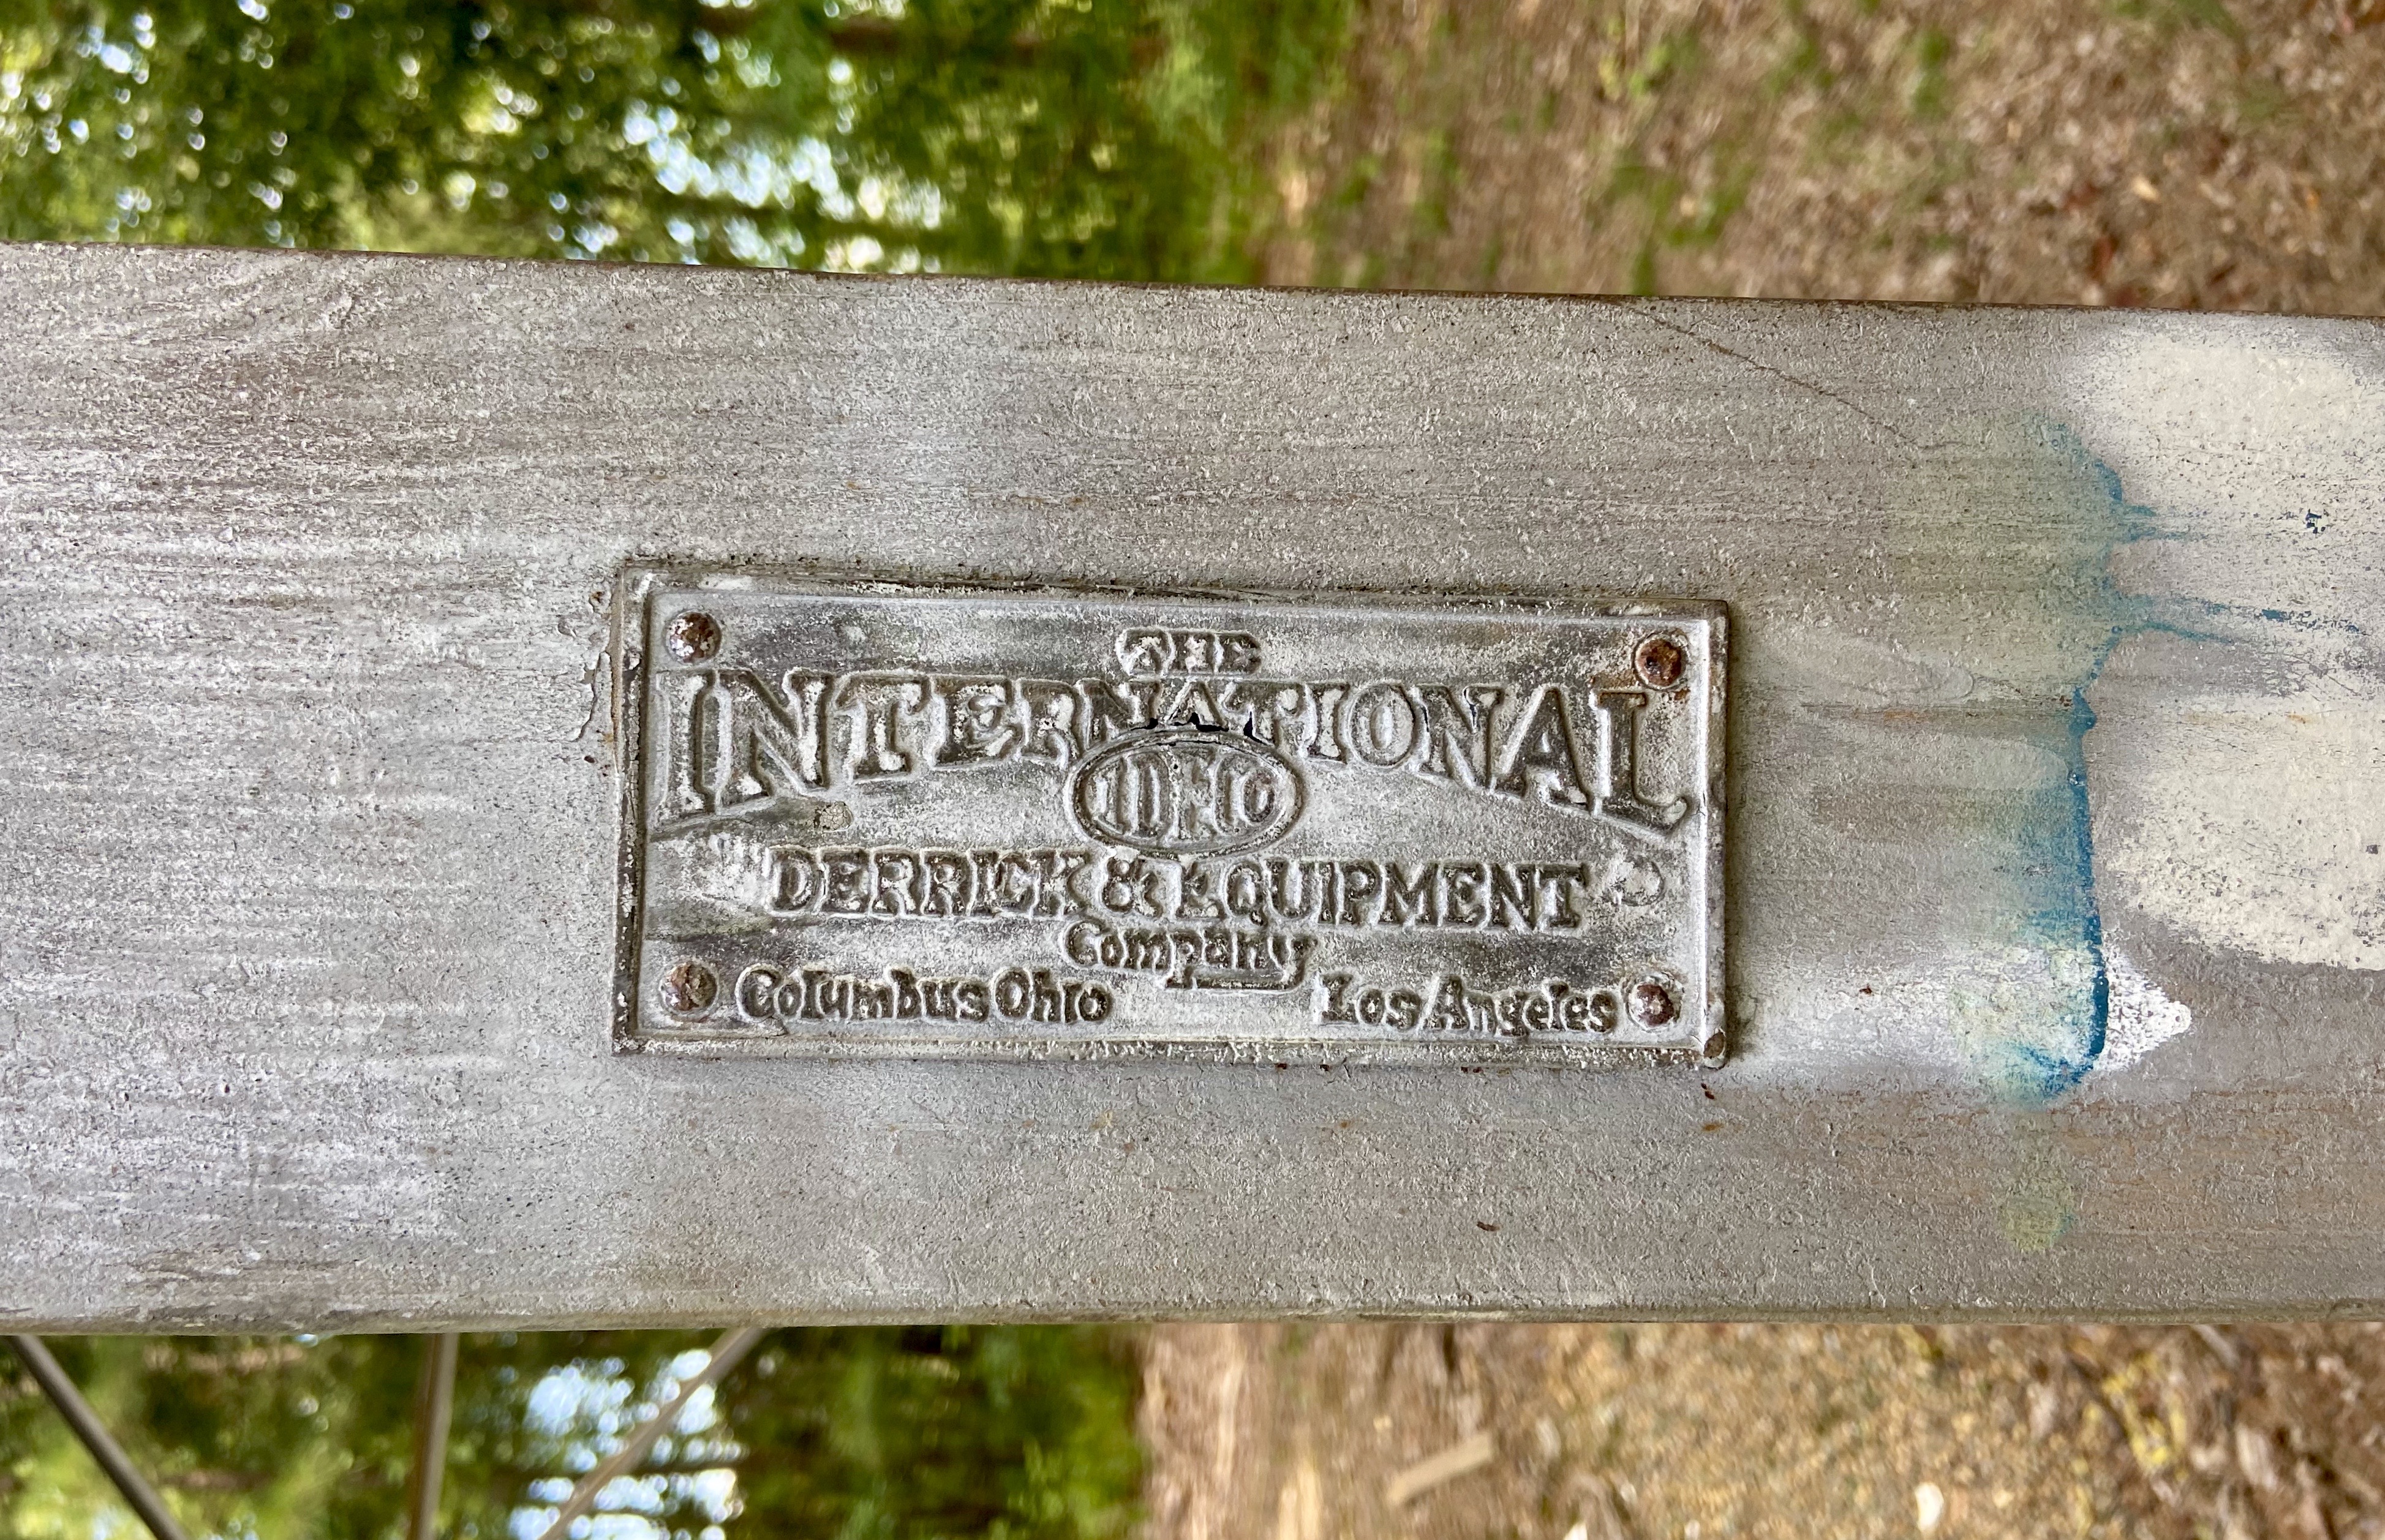 THE
INTERNATIONAL
IDECO
DERRICK & EQUIPMENT
Company
Columbus Ohio Los Angeles